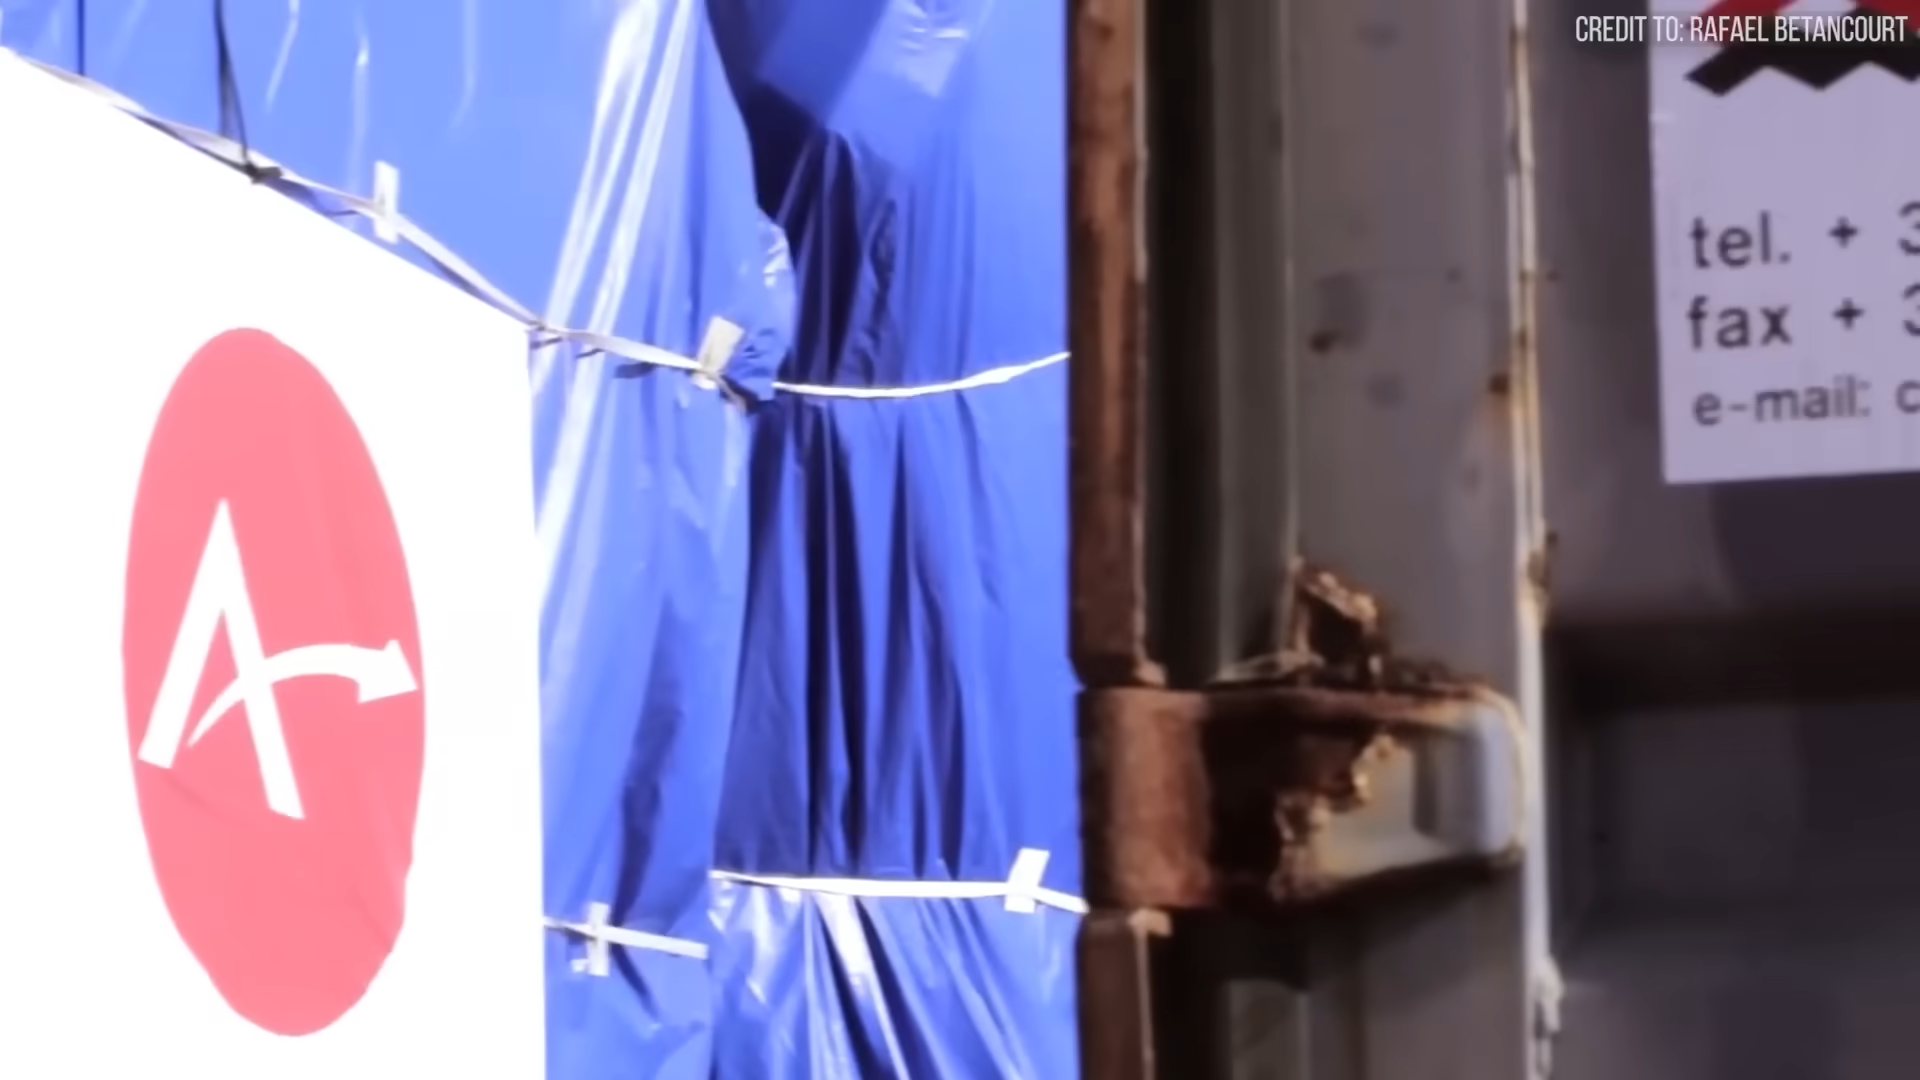 CREDIT TO: RAFAEL BETANCOURT
A
tel. + 3
fax + 3
e-mail: c